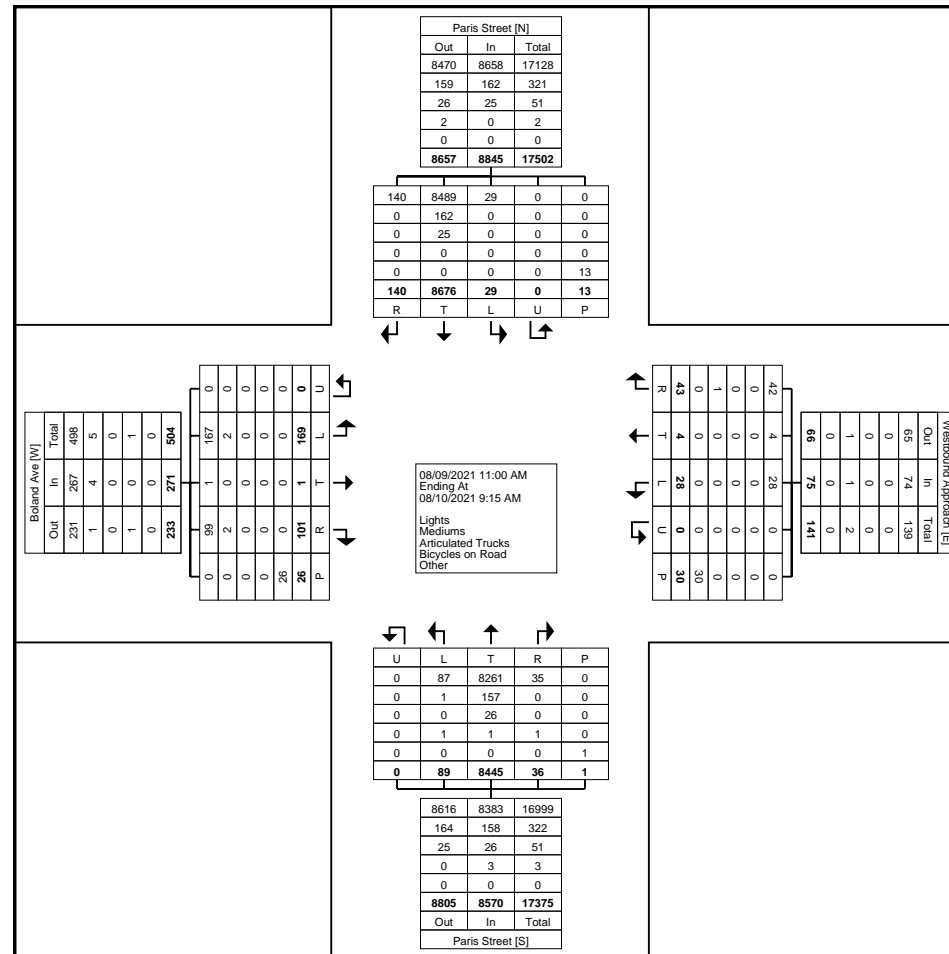 Paris Street [N]
Out In Total
8470 8658 17128
159 162 321
26 25 51
2 0 2
0 0 0
8657 8845 17502
140 8489 29 0 0
0 162 0 0 0
0 25 0 0 0
0 0 0 0 0
0 0 0 0 13
140 8676 29 0 13
R T L U P
Boland Ave [W]
Out In Total
231 267 498
1 4 5
0 0 0
1 0 1
0 0 0
233 271 504
0 99 1 167 0
0 2 0 2 0
0 0 0 0 0
0 0 0 0 0
26 0 0 0 0
26 101 1 169 0
P R T L U
08/09/2021 11:00 AM
Ending At
08/10/2021 9:15 AM
Lights
Mediums
Articulated Trucks
Bicycles on Road
Other
Westbound Approach [E]
Out In Total
65 74 139
0 0 0
0 0 0
1 1 2
0 0 0
66 75 141
42 4 28 0 0
0 0 0 0 0
0 0 0 0 0
1 0 0 0 0
0 0 0 0 30
43 4 28 0 30
R T L U P
U L T R P
0 87 8261 35 0
0 1 157 0 0
0 0 26 0 0
0 1 1 1 0
0 0 0 0 1
0 89 8445 36 1
8616 8383 16999
164 158 322
25 26 51
0 3 3
0 0 0
8805 8570 17375
Out In Total
Paris Street [S]